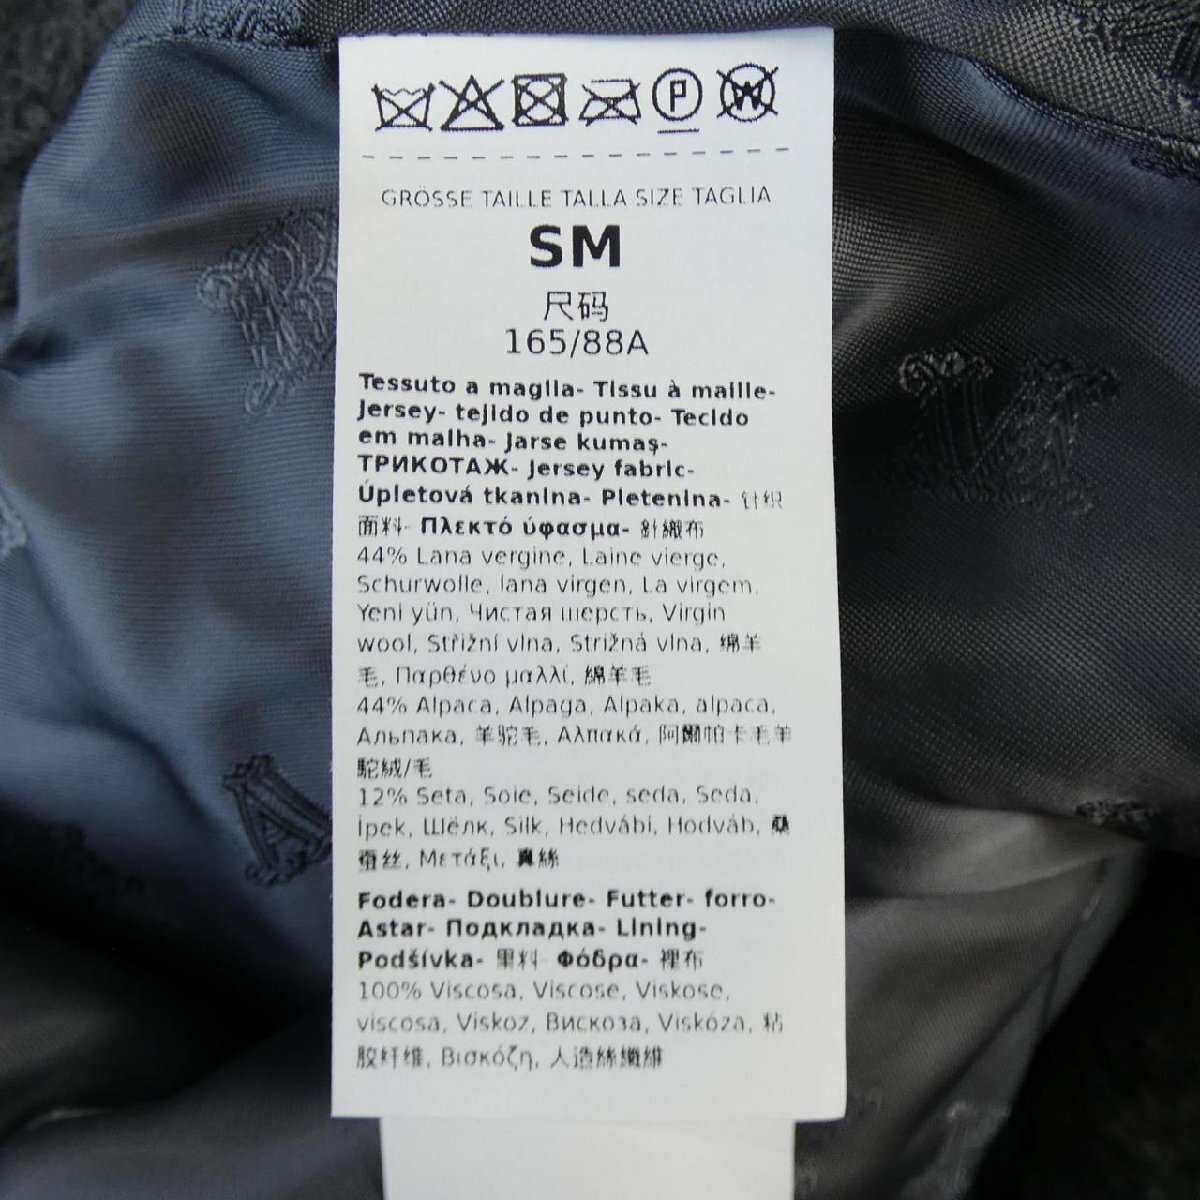 P W
GRÖSSE TAILLE TALLA SIZE TAGLIA
SM
尺码
165/88A
Tessuto a maglia- Tissu à maille-
Jersey- tejido de punto- Tecido
em malha- Jarse kumaş-
ТРИКОТАЖ- Jersey fabric-
Úpletová tkanina- Pletenina- 针织
面料- Πλεκτό ύφασμα- 針織布
44% Lana vergine, Laine vierge,
Schurwolle, lana virgen, La virgem,
Yeni yün, Чистая шерсть, Virgin
wool, Střižní vlna, Strižná vlna, 绵羊
毛, Παρθένο μαλλί, 綿羊毛
44% Alpaca, Alpaga, Alpaka, alpaca,
Альпака, 羊驼毛, Αλπακά, 阿爾帕卡毛羊
駝絨/毛
12% Seta, Soie, Seide, seda, Seda,
İpek, Шёлк, Silk, Hedvábí, Hodváb, 桑
蚕丝, Μετάξι, 真絲
Fodera- Doublure- Futter- forro-
Astar- Подкладка- Lining-
Podšívka- 里料- Φόδρα- 裡布
100% Viscosa, Viscose, Viskose,
viscosa, Viskoz, Вискоза, Viskóza, 粘
胶纤维, Βισκόζη, 人造絲纖維